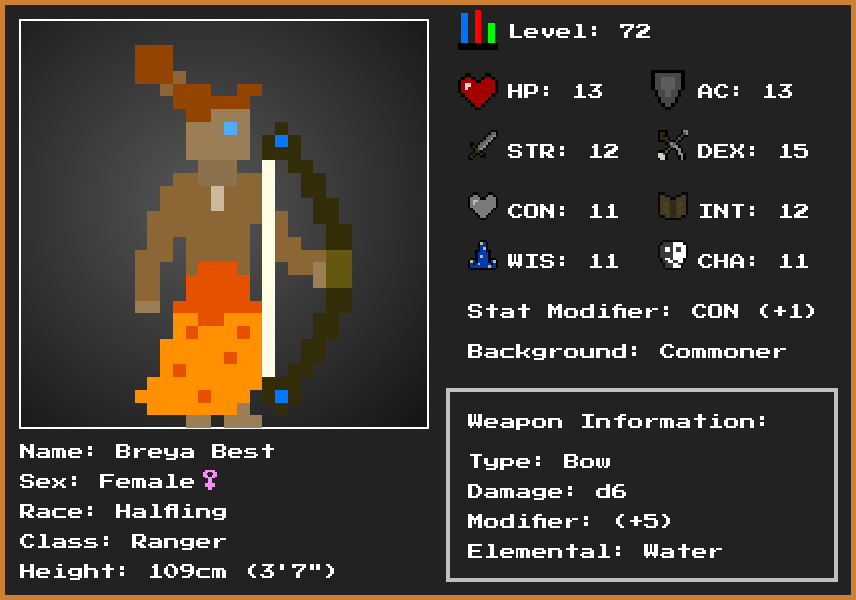 Level: 72
HP: 13
AC: 13
STR: 12
DEX: 15
CON: 11
INT: 12
WIS: 11
CHA: 11
Stat Modifier: CON (+1)
Background: Commoner
Name: Breya Best
Sex: Female♀
Race: Halfling
Class: Ranger
Height: 109cm (3'7")
Weapon Information:
Type: Bow
Damage: d6
Modifier: (+5)
Elemental: Water